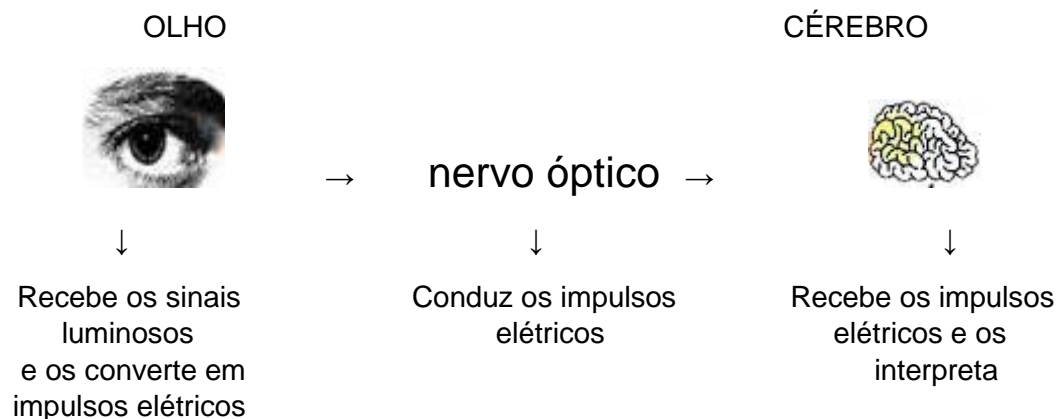 OLHO
CÉREBRO
→ nervo óptico →
↓
↓
↓
Recebe os sinais
luminosos
e os converte em
impulsos elétricos
Conduz os impulsos
elétricos
Recebe os impulsos
elétricos e os
interpreta